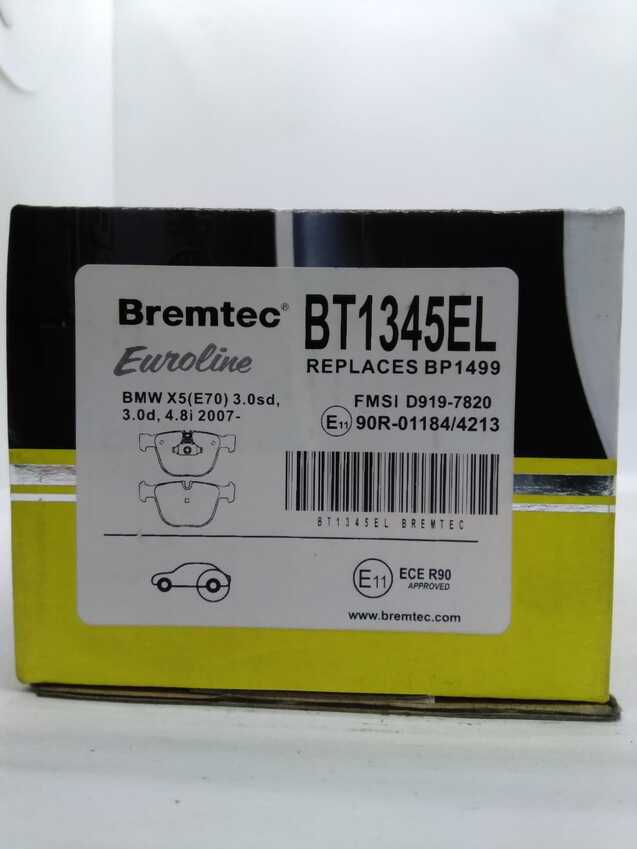 Bremtec®
Euroline
BMW X5(E70) 3.0sd,
3.0d, 4.8i 2007-
BT1345EL
REPLACES BP1499
FMSI D919-7820
E11 90R-01184/4213
BT1345EL BREMTEC
E11 ECE R90
APPROVED
www.bremtec.com